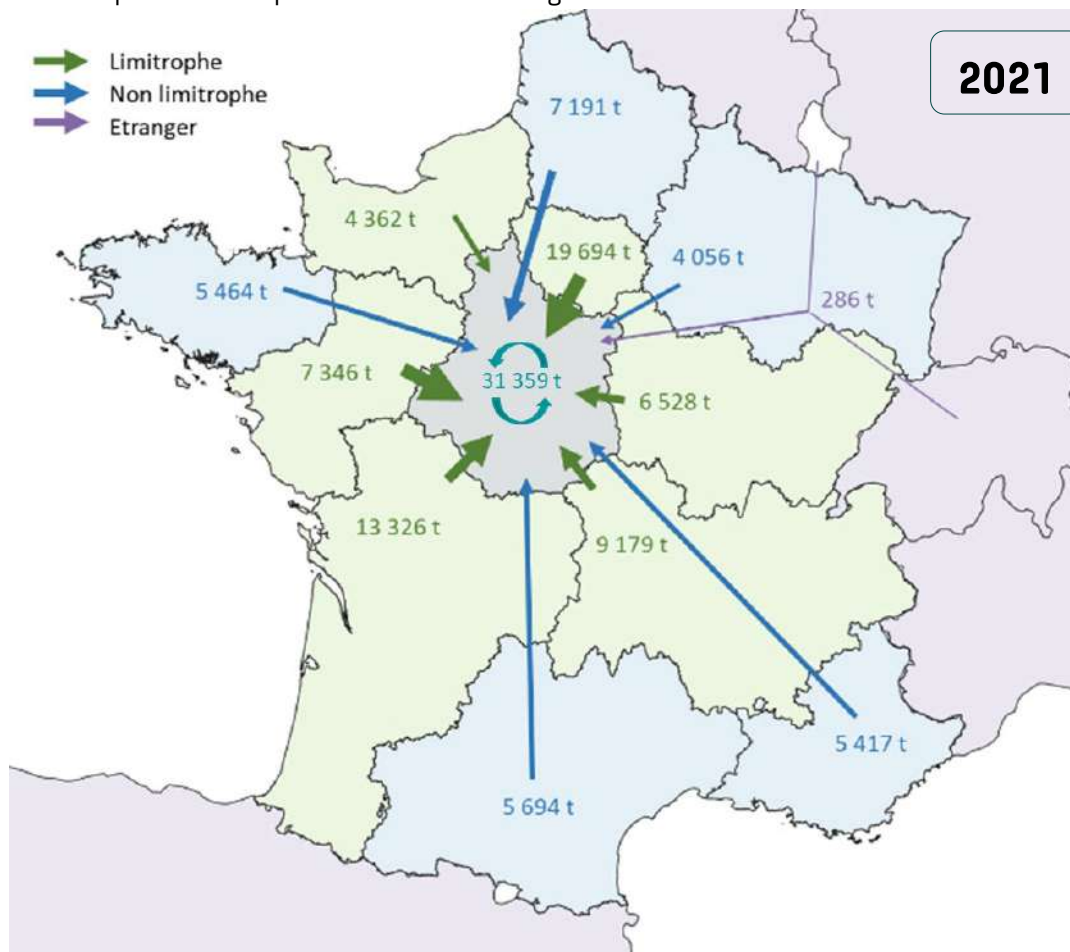 2021
Limitrophe
Non limitrophe
Etranger
7 191 t
4 362 t
19 694 t
4 056 t
5 464 t
286 t
7 346 t
31 359 t
6 528 t
13 326 t
9 179 t
5 417 t
5 694 t